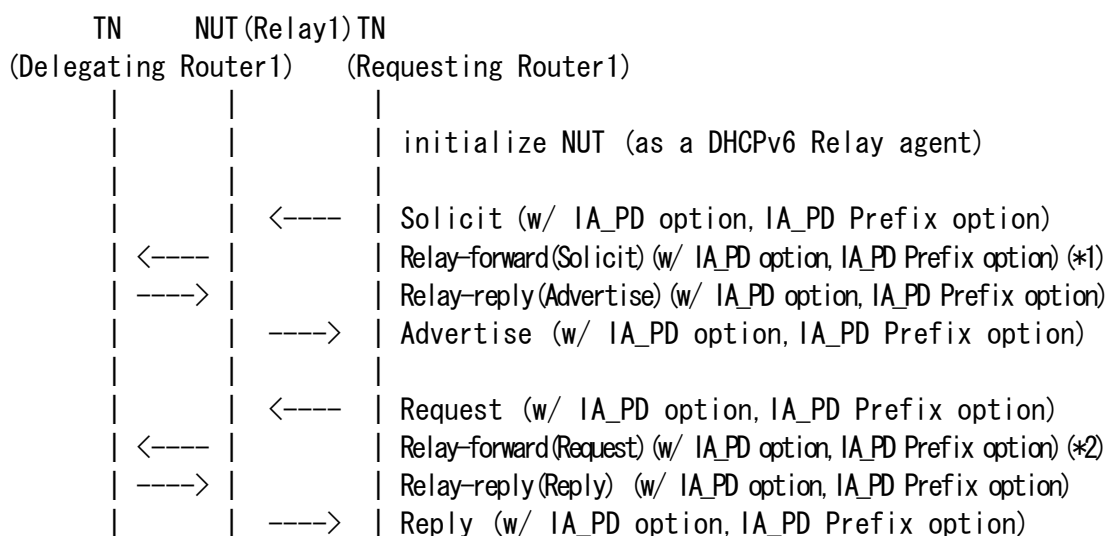 TN NUT(Relay1)TN
(Delegating Router1) (Requesting Router1)
| | |
| | | initialize NUT (as a DHCPv6 Relay agent)
| | |
| | <---- | Solicit (w/ IA_PD option,IA_PD Prefix option)
| <---- | | Relay-forward(Solicit)(w/ IA_PD option,IA_PD Prefix option)(*1)
| ----> | | Relay-reply(Advertise)(w/ IA_PD option,IA_PD Prefix option)
| | ----> | Advertise (w/ IA_PD option,IA_PD Prefix option)
| | |
| | <---- | Request (w/ IA_PD option,IA_PD Prefix option)
| <---- | | Relay-forward(Request)(w/ IA_PD option,IA_PD Prefix option)(*2)
| ----> | | Relay-reply(Reply) (w/ IA_PD option,IA_PD Prefix option)
| | ----> | Reply (w/ IA_PD option,IA_PD Prefix option)